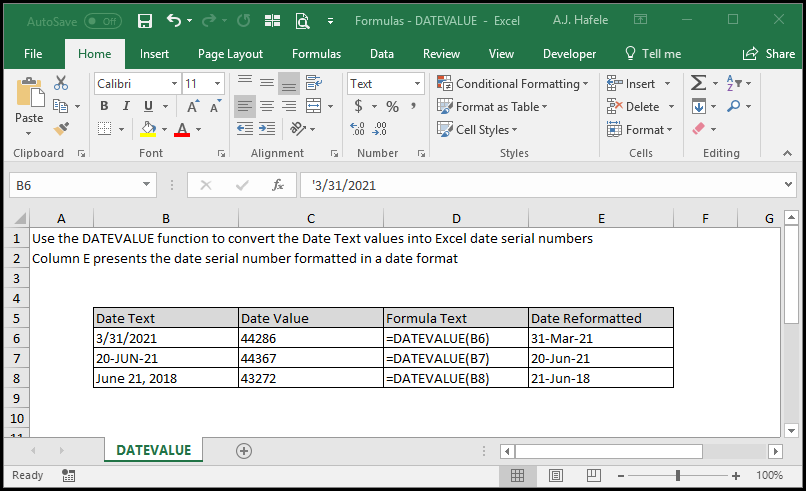 AutoSave Off Formulas - DATEVALUE - Excel A.J. Hafele
File Home Insert Page Layout Formulas Data Review View Developer Tell me Share
Paste Calibri 11 Text Conditional Formatting Insert
B I U A A $ % , Format as Table Delete
A Cell Styles Format
Clipboard Font Alignment Number Styles Cells Editing
B6 fx '3/31/2021
A B C D E F G
1 Use the DATEVALUE function to convert the Date Text values into Excel date serial numbers
2 Column E presents the date serial number formatted in a date format
3
4
5 Date Text Date Value Formula Text Date Reformatted
6 3/31/2021 44286 =DATEVALUE(B6) 31-Mar-21
7 20-JUN-21 44367 =DATEVALUE(B7) 20-Jun-21
8 June 21, 2018 43272 =DATEVALUE(B8) 21-Jun-18
9
10
11
DATEVALUE
Ready 100%